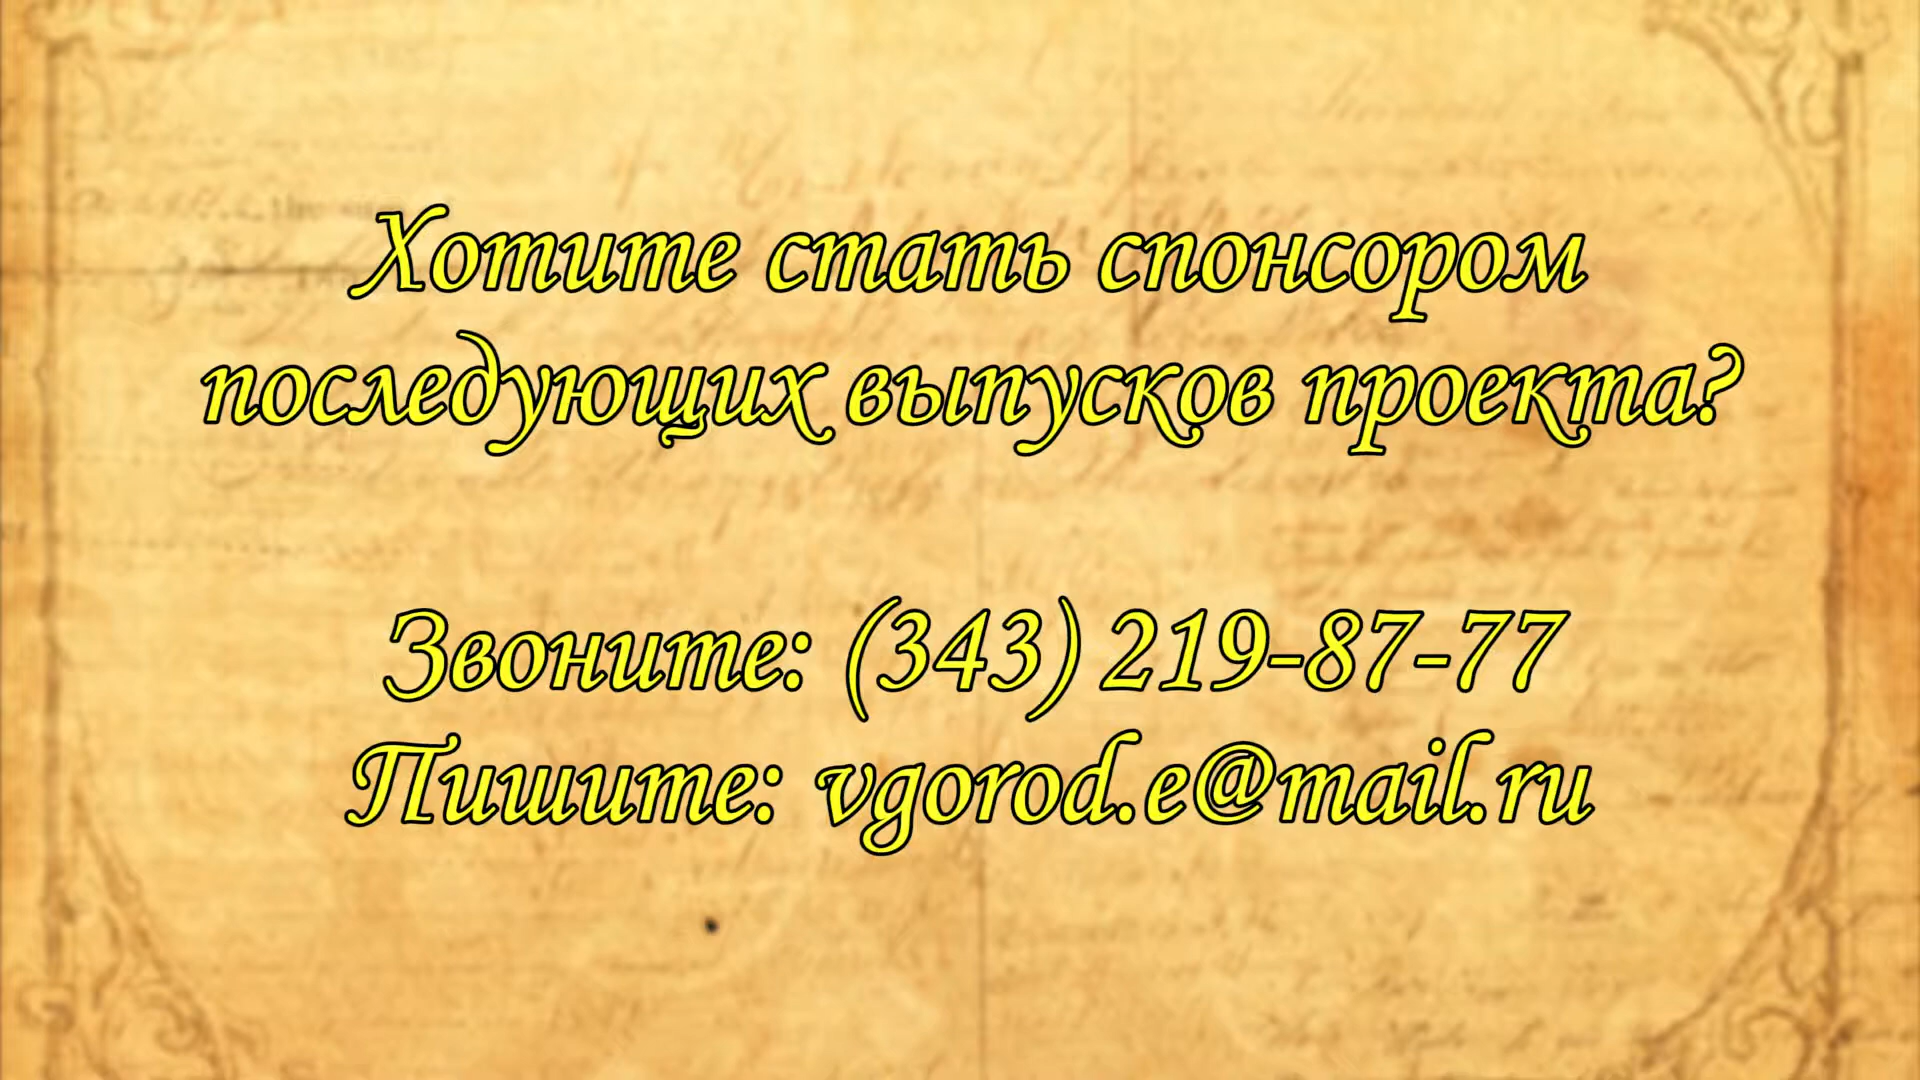 Хотите стать спонсором
последующих выпусков проекта?
Звоните: (343) 219-87-77
Пишите: vgorod.e@mail.ru